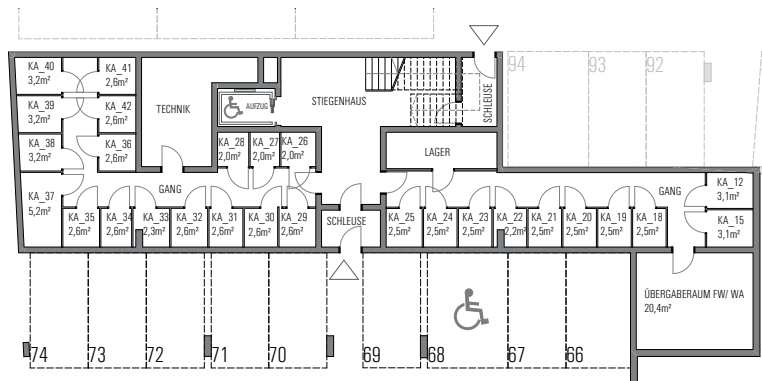 KA_40
3,2m²
KA_41
2,6m²
94
93
92
KA_39
3,2m²
KA_42
2,6m²
TECHNIK
AUFZUG
STIEGENHAUS
SCHLEUSE
KA_38
3,2m²
KA_36
2,6m²
KA_28
2,0m²
KA_27
2,0m²
KA_26
2,0m²
LAGER
KA_37
5,2m²
GANG
GANG
KA_12
3,1m²
KA_35
2,6m²
KA_34
2,6m²
KA_33
2,3m²
KA_32
2,6m²
KA_31
2,6m²
KA_30
2,6m²
KA_29
2,6m²
SCHLEUSE
KA_25
2,5m²
KA_24
2,5m²
KA_23
2,5m²
KA_22
2,2m²
KA_21
2,5m²
KA_20
2,5m²
KA_19
2,5m²
KA_18
2,5m²
KA_15
3,1m²
ÜBERGABERAUM FW/ WA
20,4m²
74
73
72
71
70
69
68
67
66